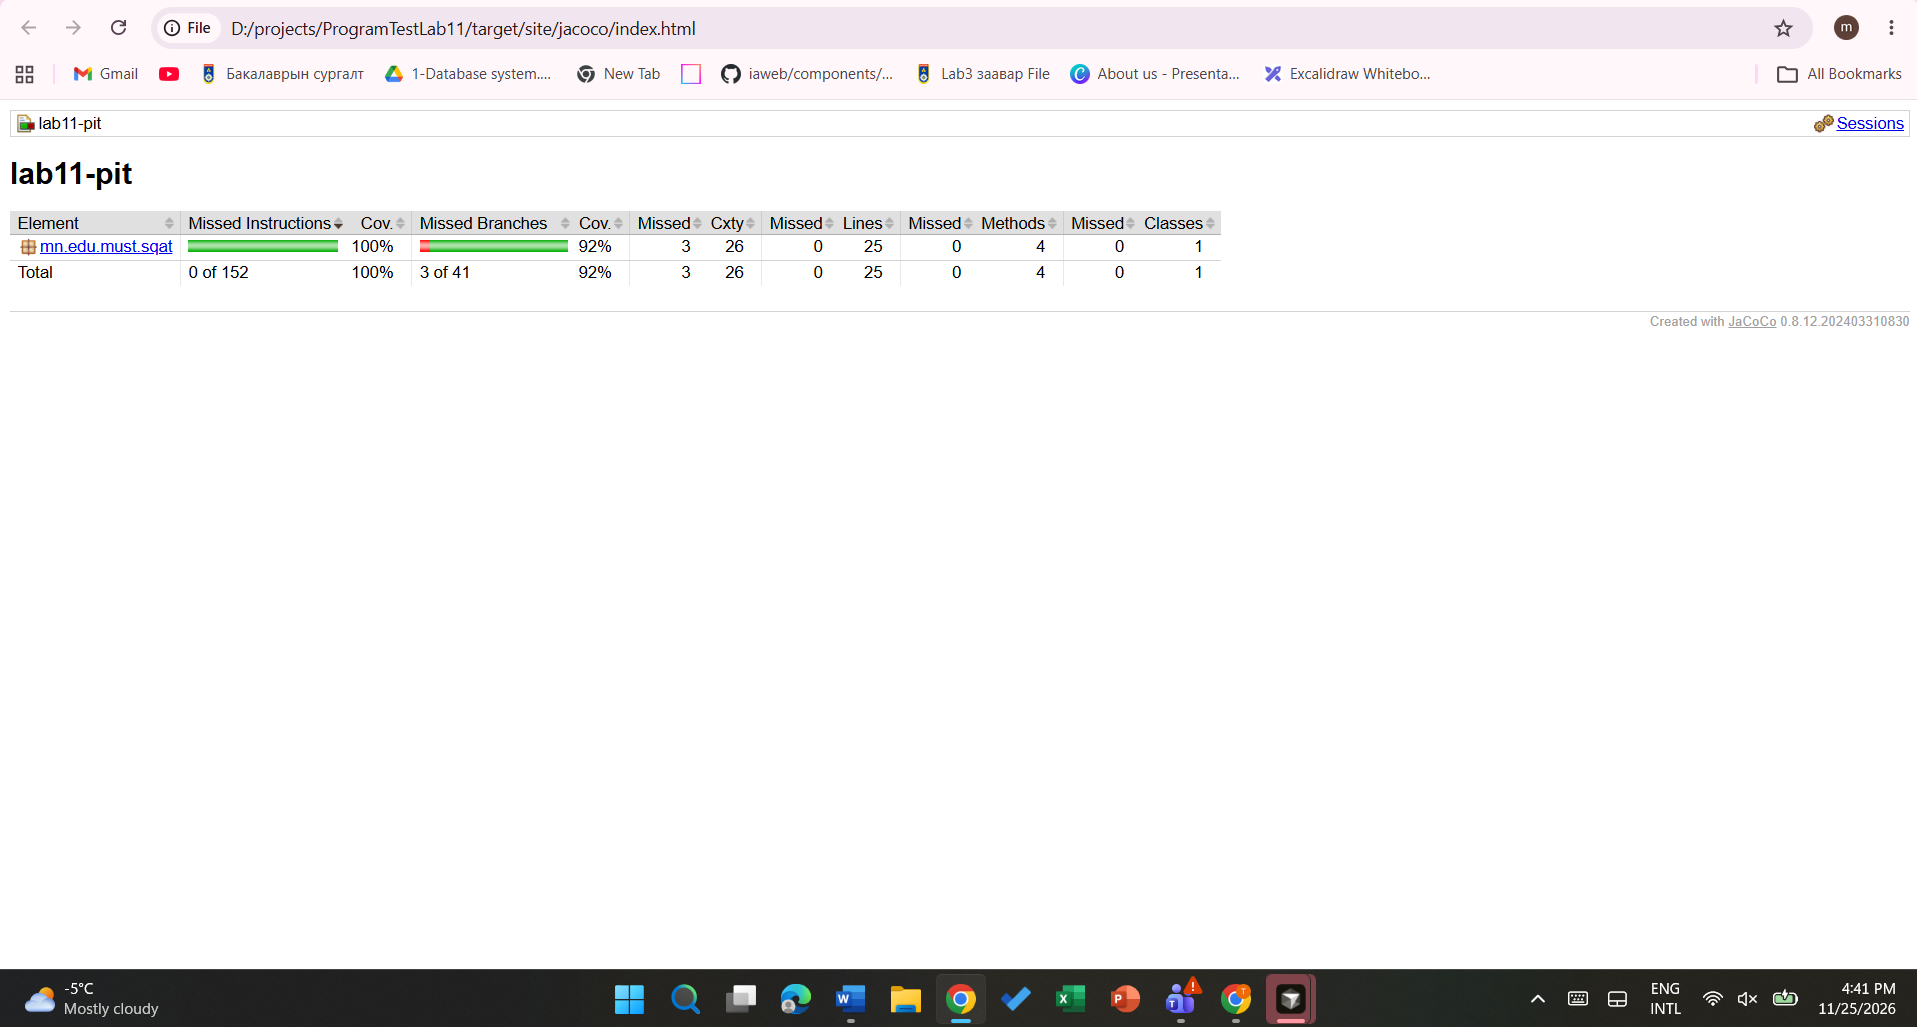 File D:/projects/ProgramTestLab11/target/site/jacoco/index.html m
Gmail Бакалаврын сургалт 1-Database system.... New Tab iaweb/components/... Lab3 заавар File About us - Presenta... Excalidraw Whitebo... All Bookmarks
lab11-pit Sessions
lab11-pit
Element Missed Instructions Cov. Missed Branches Cov. Missed Cxty Missed Lines Missed Methods Missed Classes
mn.edu.must.sqat 100% 92% 3 26 0 25 0 4 0 1
Total 0 of 152 100% 3 of 41 92% 3 26 0 25 0 4 0 1
Created with JaCoCo 0.8.12.202403310830
-5°C
Mostly cloudy
ENG
INTL
4:41 PM
11/25/2026